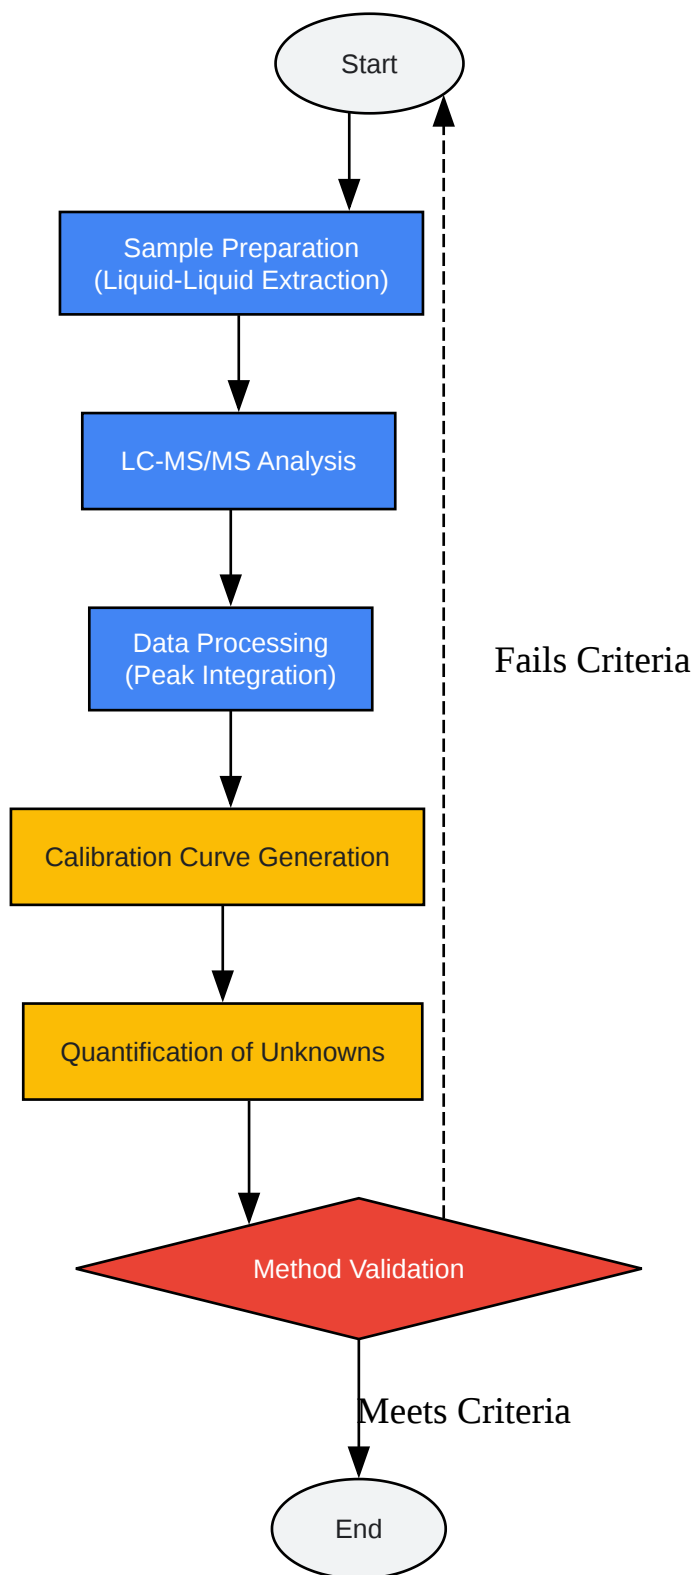 Start
Sample Preparation
(Liquid-Liquid Extraction)
LC-MS/MS Analysis
Data Processing
(Peak Integration)
Fails Criteria
Calibration Curve Generation
Quantification of Unknowns
Method Validation
Meets Criteria
End